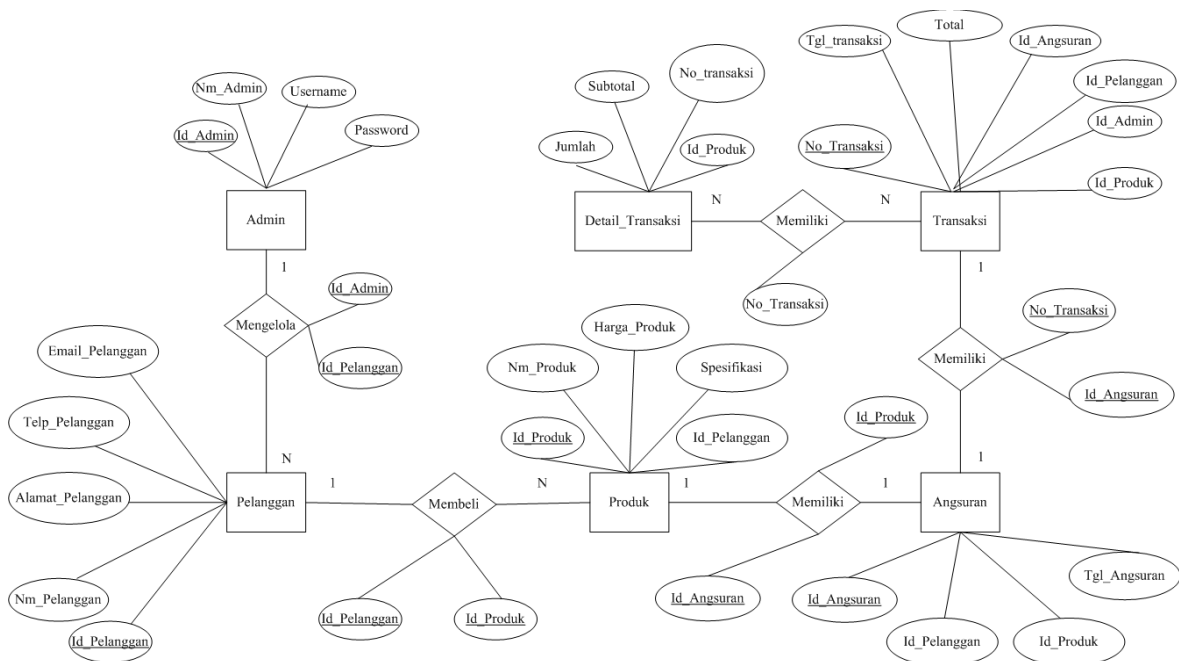 Total
Tgl_transaksi
Id_Angsuran
No_transaksi
Nm_Admin
Username
Subtotal
Id_Pelanggan
Id_Admin
Password
Id_Admin
Jumlah
Id_Produk
No_Transaksi
Id_Produk
N
N
Admin
Detail_Transaksi
Memiliki
Transaksi
1
1
Id_Admin
No_Transaksi
No_Transaksi
Mengelola
Harga_Produk
Email_Pelanggan
Id_Pelanggan
Nm_Produk
Spesifikasi
Memiliki
Id_Angsuran
Id_Produk
Telp_Pelanggan
Id_Produk
Id_Pelanggan
N
1
Alamat_Pelanggan
Pelanggan
1
Membeli
N
Produk
1
Memiliki
1
Angsuran
Tgl_Angsuran
Nm_Pelanggan
Id_Angsuran
Id_Angsuran
Id_Pelanggan
Id_Produk
Id_Pelanggan
Id_Pelanggan
Id_Produk